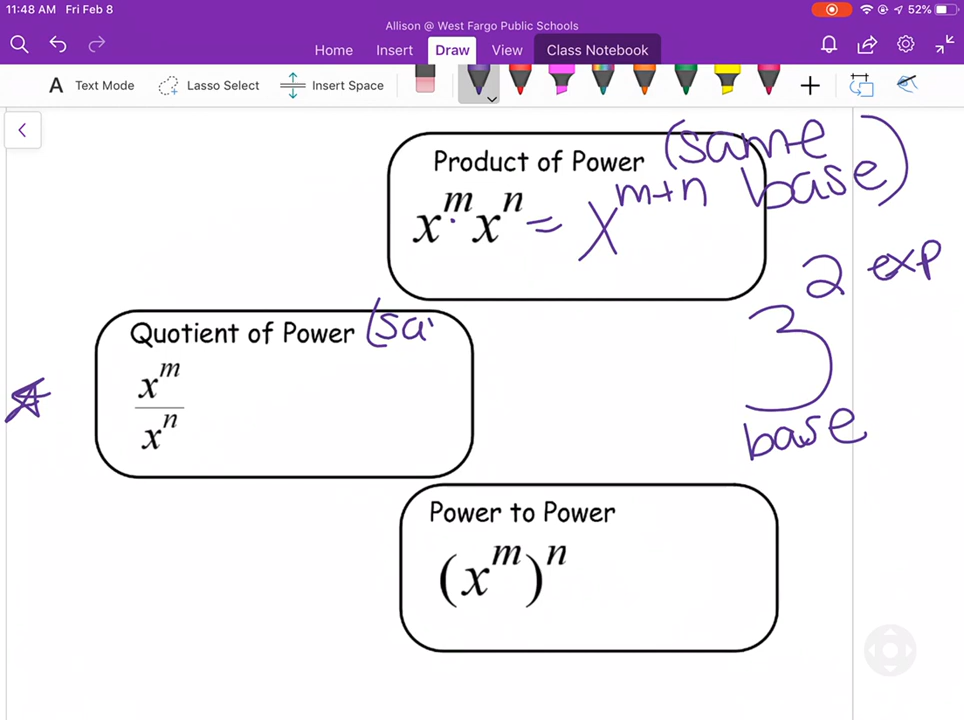 11:48 AM Fri Feb 8
52%
Allison @ West Fargo Public Schools
Home Insert Draw View Class Notebook
A Text Mode Lasso Select Insert Space
Product of Power (same base)
x^m · x^n = x^{m+n}
3^2 exp
base
Quotient of Power (sa
x^m
x^n
Power to Power
(x^m)^n